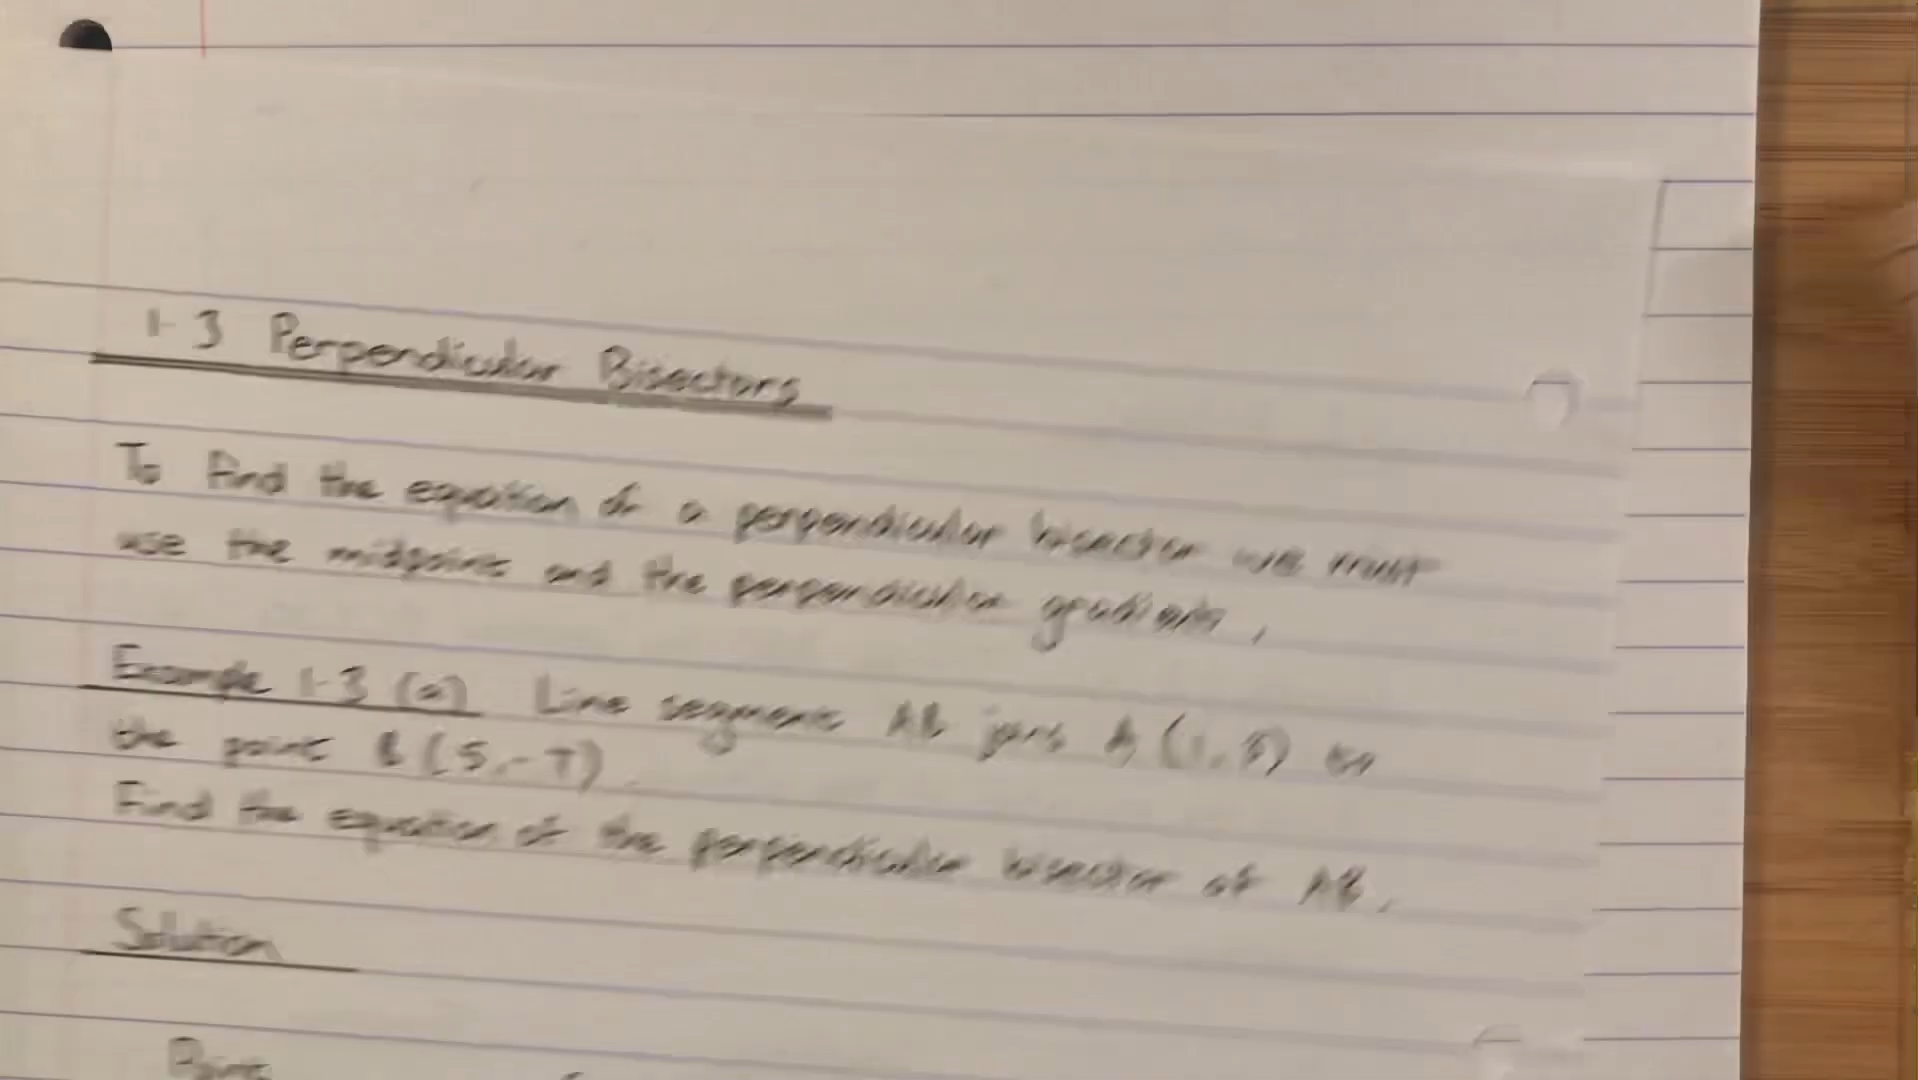 1-3 Perpendicular Bisectors
To find the equation of a perpendicular bisector we must
use the midpoint and the perpendicular gradient.
Example 1-3 (a) Line segment AB joins A (1, 5) to
the point B (5, -7).
Find the equation of the perpendicular bisector of AB.
Solution
Point